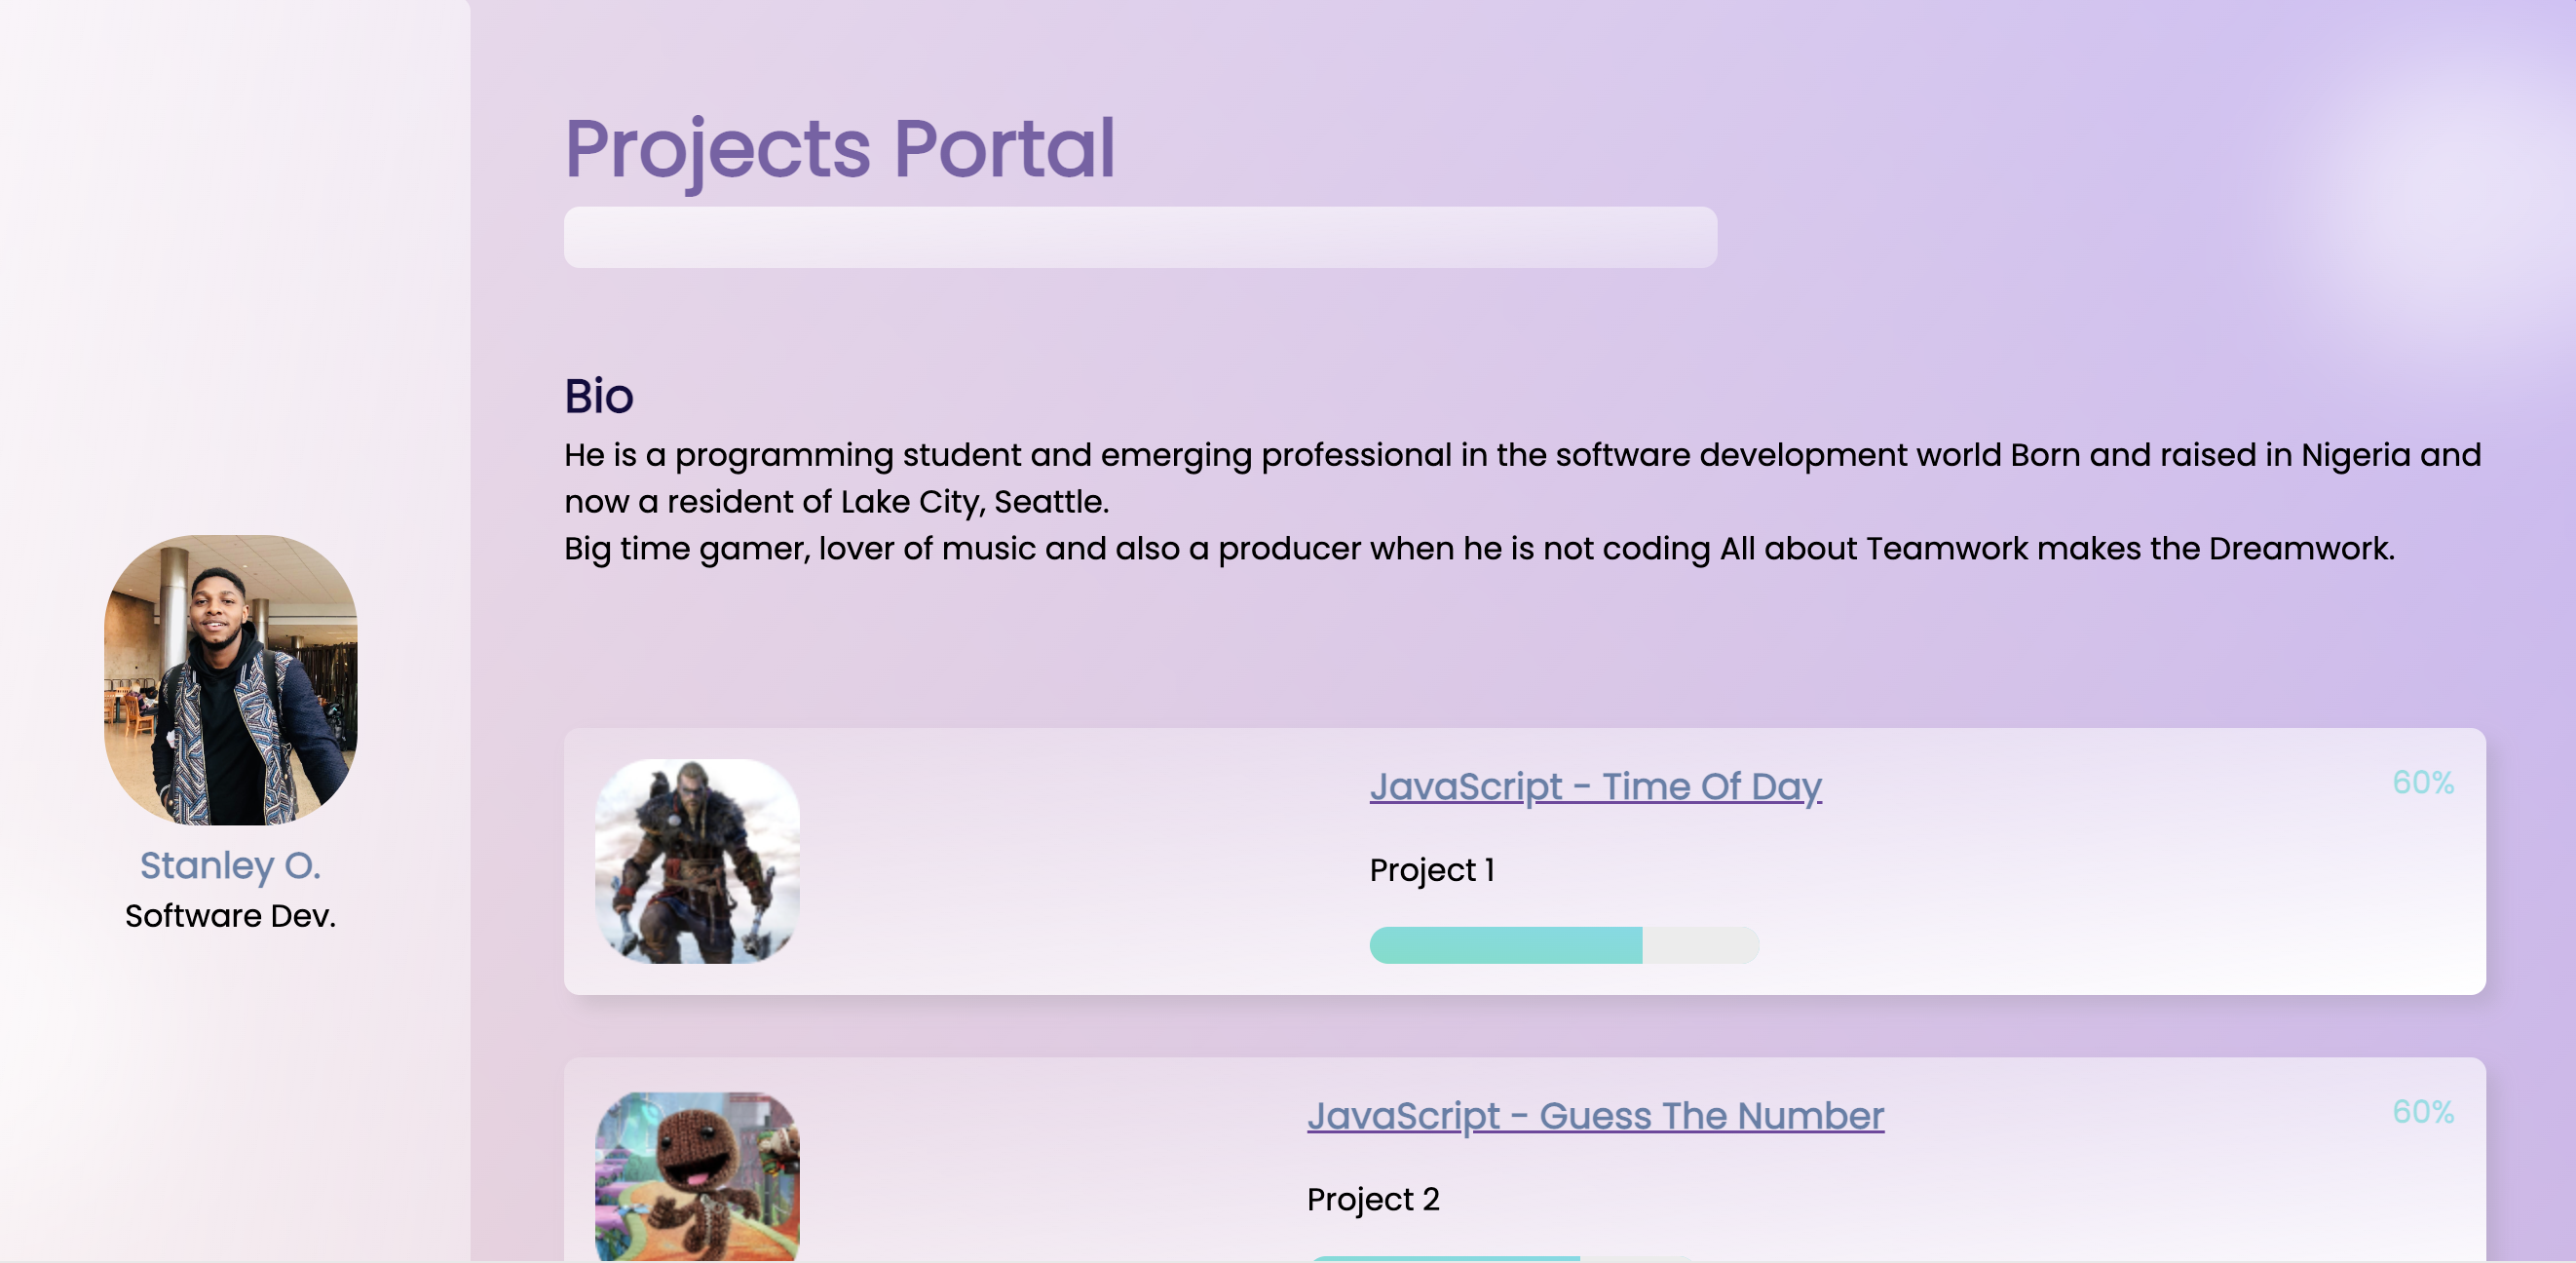 Projects Portal
Bio
He is a programming student and emerging professional in the software development world Born and raised in Nigeria and
now a resident of Lake City, Seattle.
Big time gamer, lover of music and also a producer when he is not coding All about Teamwork makes the Dreamwork.
Stanley O.
Software Dev.
JavaScript - Time Of Day
60%
Project 1
JavaScript - Guess The Number
60%
Project 2